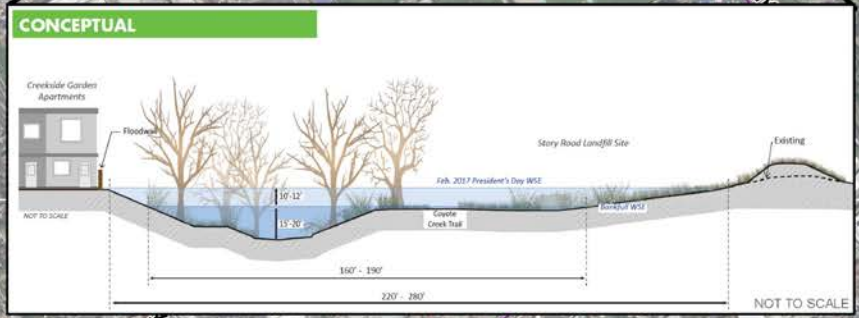 CONCEPTUAL
Creekside Garden
Apartments
Floodwall
Story Road Landfill Site
Existing
Feb. 2017 President's Day WSE
10'-12'
Bankfull WSE
NOT TO SCALE
15'-20'
Coyote
Creek Trail
160' - 190'
220' - 280'
NOT TO SCALE